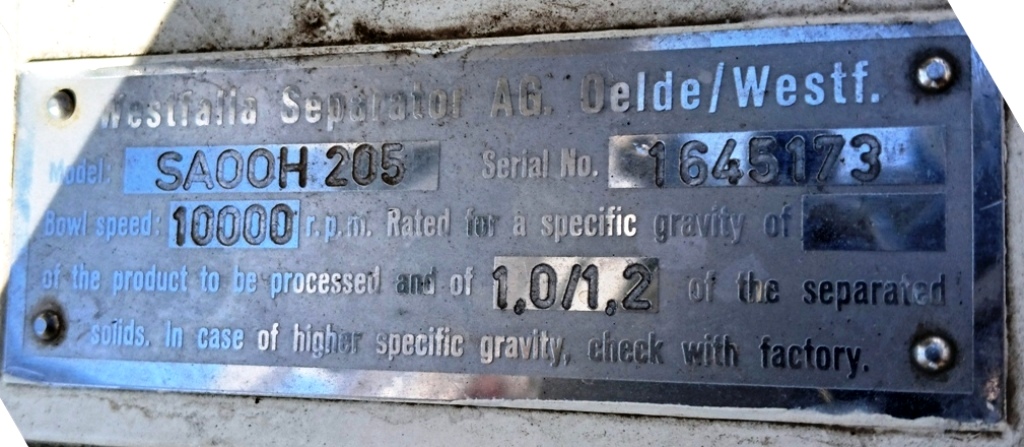 Westfalia Separator AG. Oelde/Westf.
Model: SAOOH 205 Serial No. 1645173
Bowl speed: 10000 r.p.m. Rated for a specific gravity of
of the product to be processed and of 1,0/1,2 of the separated
solids. In case of higher specific gravity, check with factory.